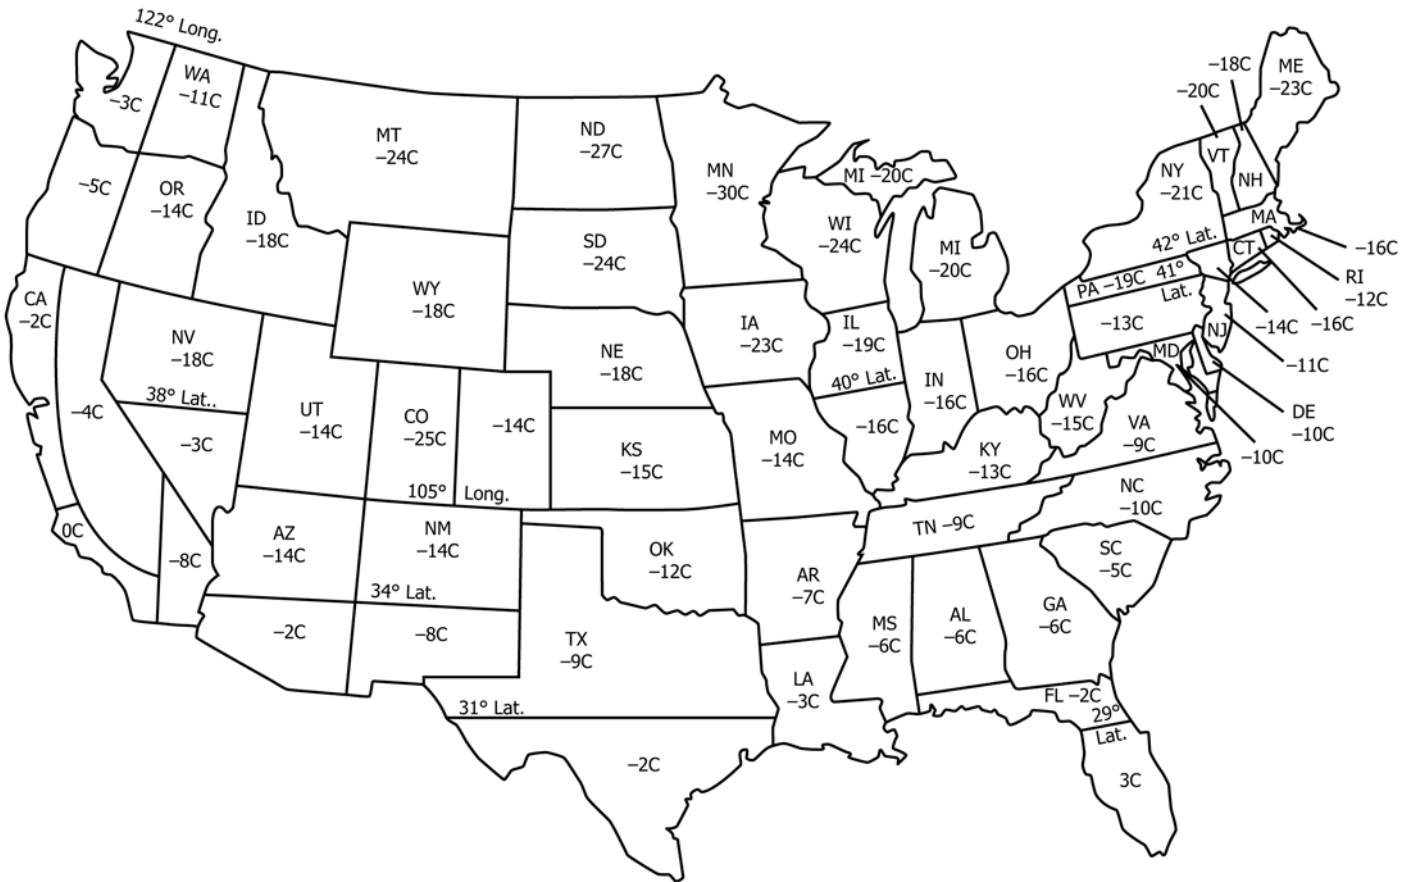 122° Long.
WA
–11C
–3C
–5C
OR
–14C
ID
–18C
MT
–24C
ND
–27C
MN
–30C
SD
–24C
WY
–18C
WI
–24C
MI –20C
MI
–20C
–18C
–20C
ME
–23C
VT
NH
NY
–21C
MA
42° Lat.
CT
–16C
RI
–12C
PA –19C 41°
Lat.
–13C
–16C
–14C
NJ
–11C
MD
DE
–10C
–10C
CA
–2C
–4C
0C
–8C
NV
–18C
38° Lat..
–3C
UT
–14C
CO
–25C
–14C
105° Long.
NE
–18C
KS
–15C
IA
–23C
IL
–19C
40° Lat.
–16C
IN
–16C
OH
–16C
WV
–15C
VA
–9C
KY
–13C
MO
–14C
AZ
–14C
–2C
NM
–14C
34° Lat.
–8C
OK
–12C
AR
–7C
TN –9C
NC
–10C
SC
–5C
GA
–6C
AL
–6C
MS
–6C
LA
–3C
TX
–9C
31° Lat.
–2C
FL –2C
29°
Lat.
3C